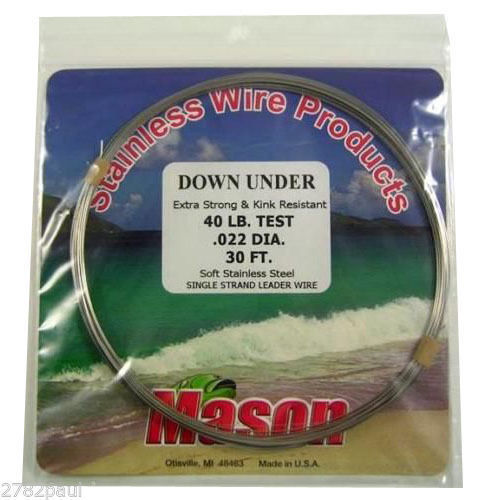 Stainless Wire Products
DOWN UNDER
Extra Strong & Kink Resistant
40 LB. TEST
.022 DIA.
30 FT.
Soft Stainless Steel
SINGLE STRAND LEADER WIRE
Mason
Otisville, MI 48463 Made in U.S.A.
2782paul